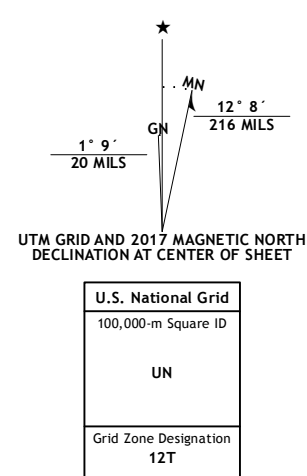 ★
MN
GN
1° 9´
20 MILS
12° 8´
216 MILS
UTM GRID AND 2017 MAGNETIC NORTH
DECLINATION AT CENTER OF SHEET
U.S. National Grid
100,000-m Square ID
UN
Grid Zone Designation
12T